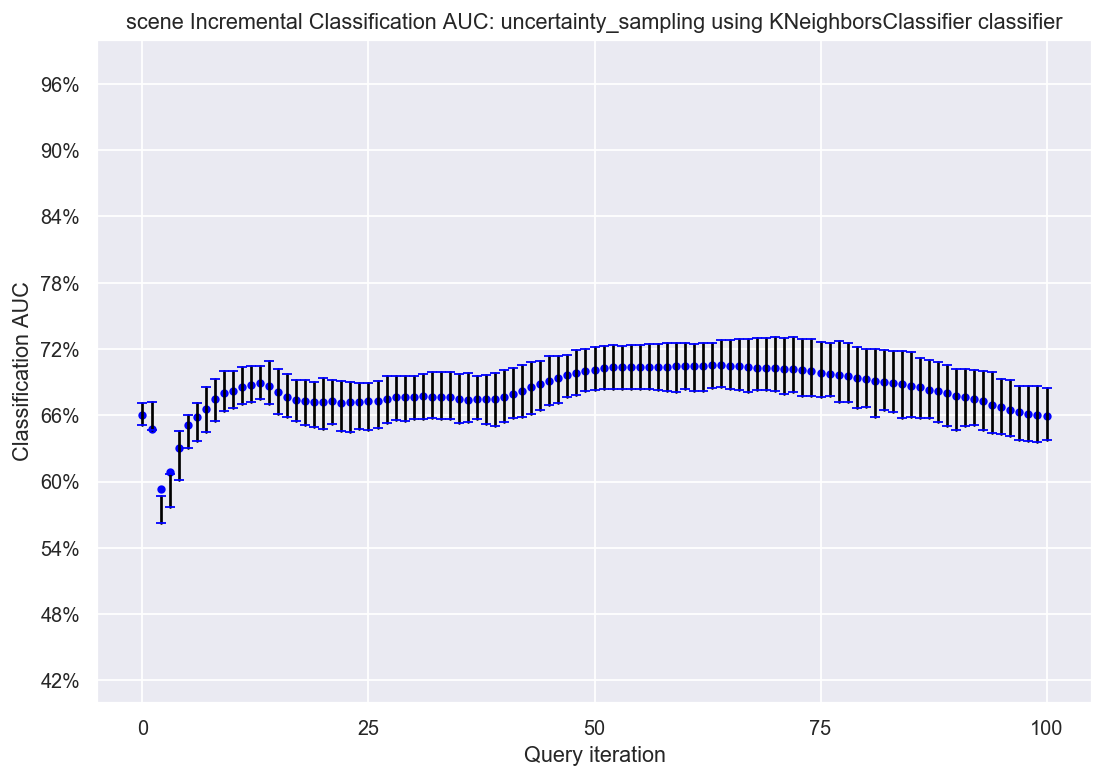 scene Incremental Classification AUC: uncertainty_sampling using KNeighborsClassifier classifier
96%
90%
84%
78%
72%
66%
60%
54%
48%
42%
Classification AUC
0 25 50 75 100
Query iteration